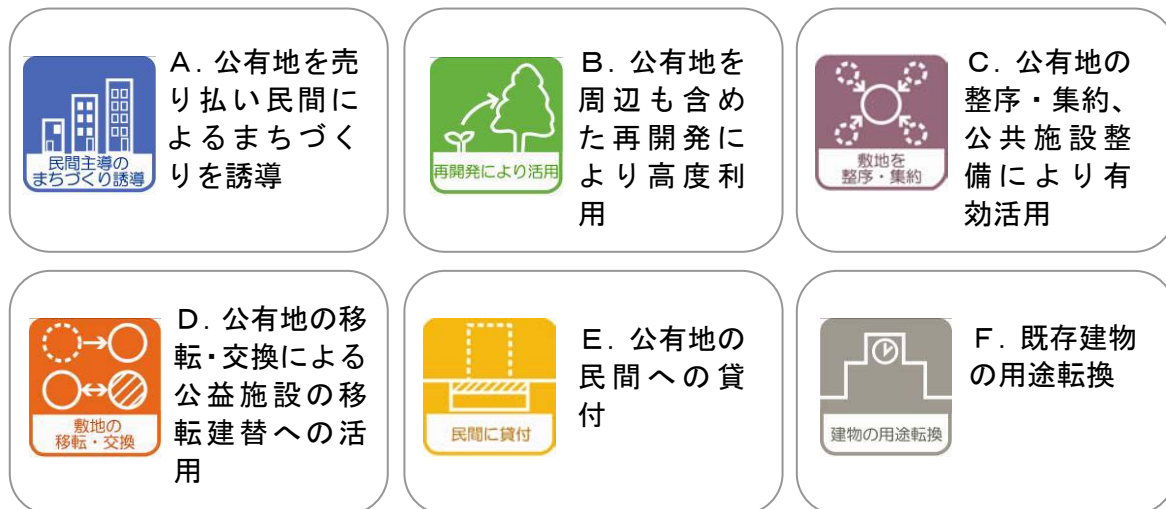 民間主導の
まちづくり誘導
A. 公有地を売
り払い民間に
よるまちづく
りを誘導
再開発により活用
B. 公有地を
周辺も含め
た再開発に
より高度利
用
敷地を
整序・集約
C. 公有地の
整序・集約、
公共施設整
備により有
効活用
敷地の
移転・交換
D. 公有地の移
転・交換による
公益施設の移
転建替への活
用
民間に貸付
E. 公有地の
民間への貸
付
建物の用途転換
F. 既存建物
の用途転換